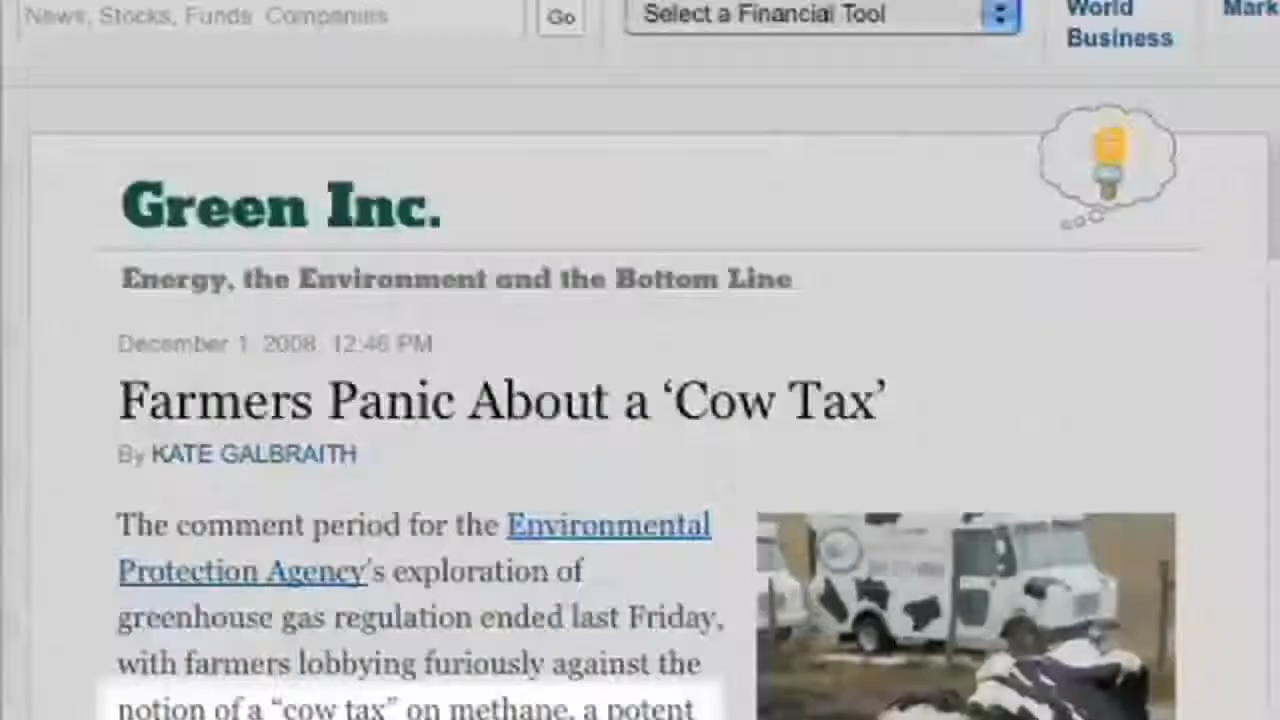 News, Stocks, Funds, Companies
Go
Select a Financial Tool
World
Business
Mark
Green Inc.
Energy, the Environment and the Bottom Line
December 1, 2008, 12:46 PM
Farmers Panic About a ‘Cow Tax’
By KATE GALBRAITH
The comment period for the Environmental
Protection Agency's exploration of
greenhouse gas regulation ended last Friday,
with farmers lobbying furiously against the
notion of a “cow tax” on methane, a potent